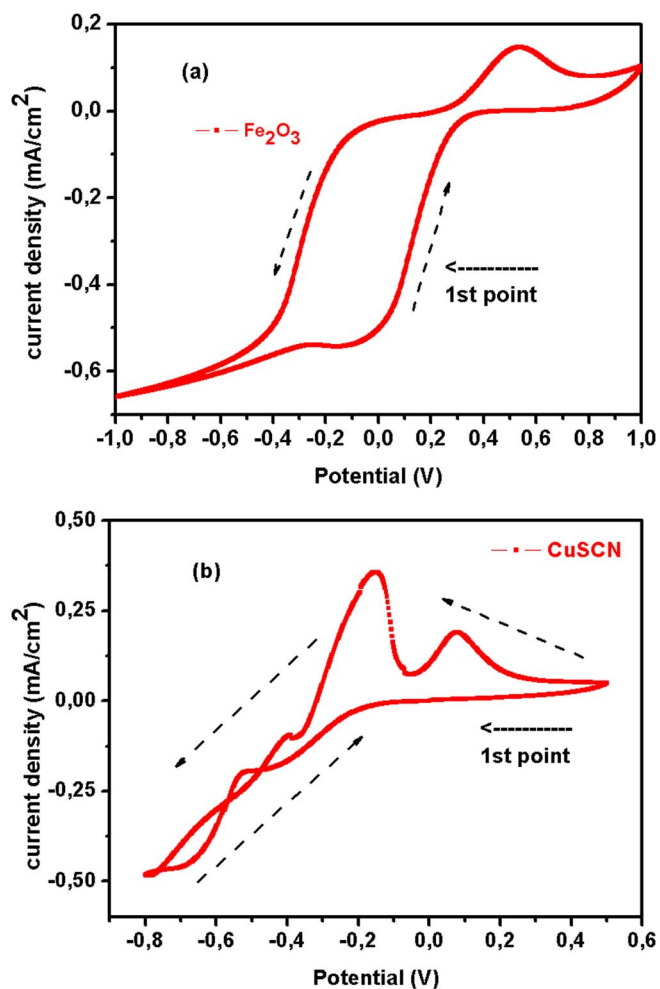 0,2
(a)
0,0
Fe2O3
-0,2
-0,4
<-----------
1st point
-0,6
current density (mA/cm2)
-1,0 -0,8 -0,6 -0,4 -0,2 0,0 0,2 0,4 0,6 0,8 1,0
Potential (V)
0,50
CuSCN
(b)
0,25
0,00
<-----------
1st point
-0,25
-0,50
current density (mA/cm2)
-0,8 -0,6 -0,4 -0,2 0,0 0,2 0,4 0,6
Potential (V)